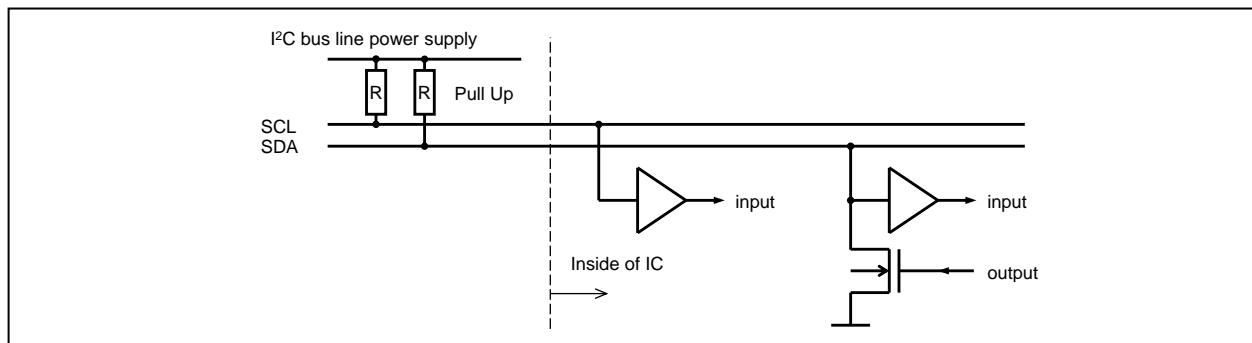 I²C bus line power supply
R R Pull Up
SCL
SDA
input input
Inside of IC
output